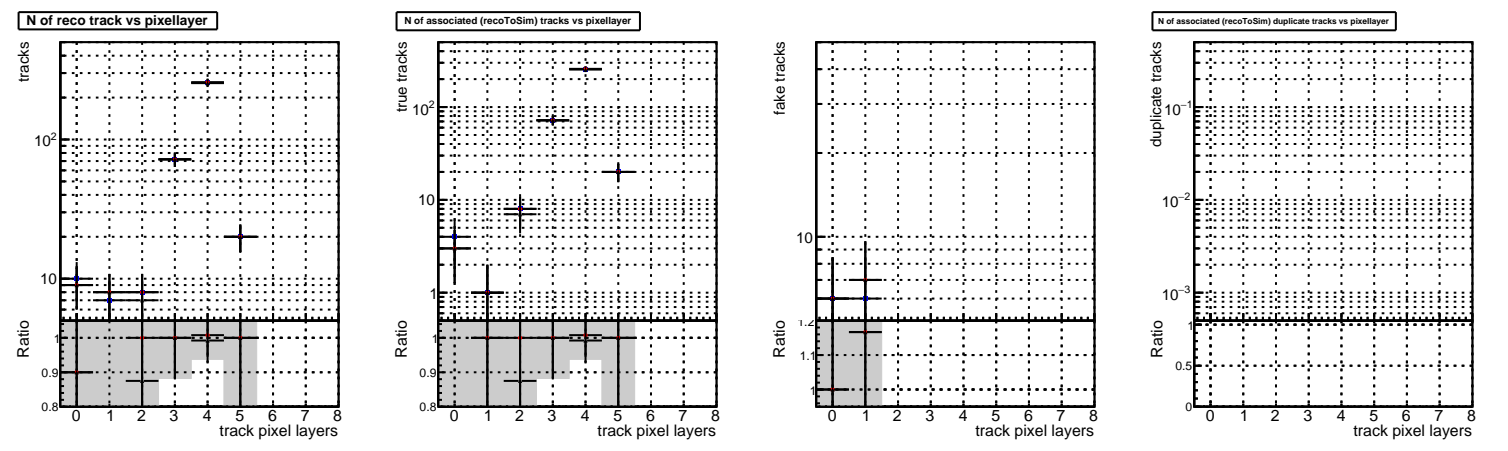 N of reco track vs pixellayer
tracks
10²
10
Ratio
1
0.9
0.8
0 1 2 3 4 5 6 7 8
track pixel layers
N of associated (recoToSim) tracks vs pixellayer
true tracks
10²
10
1
Ratio
1
0.9
0.8
0 1 2 3 4 5 6 7 8
track pixel layers
fake tracks
10
Ratio
1.2
1.1
1
0 1 2 3 4 5 6 7 8
track pixel layers
N of associated (recoToSim) duplicate tracks vs pixellayer
duplicate tracks
10⁻¹
10⁻²
10⁻³
Ratio
1
0.5
0
0 1 2 3 4 5 6 7 8
track pixel layers